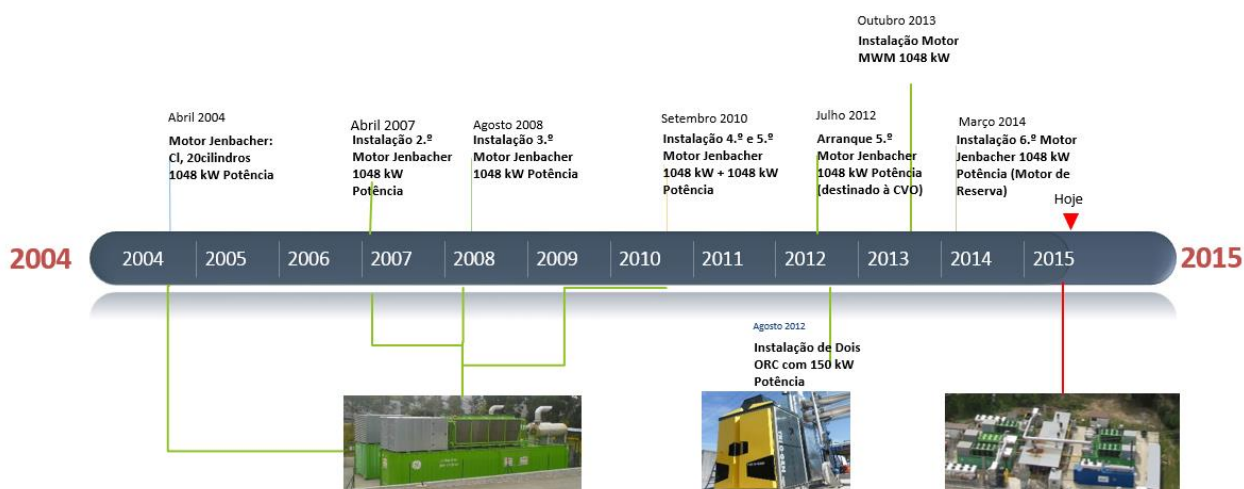 Outubro 2013
Instalação Motor
MWM 1048 kW
Abril 2004
Motor Jenbacher:
Cl, 20cilindros
1048 kW Potência
Abril 2007
Instalação 2.º
Motor Jenbacher
1048 kW
Potência
Agosto 2008
Instalação 3.º
Motor Jenbacher
1048 kW Potência
Setembro 2010
Instalação 4.º e 5.º
Motor Jenbacher
1048 kW + 1048 kW
Potência
Julho 2012
Arranque 5.º
Motor Jenbacher
1048 kW Potência
(destinado à CVO)
Março 2014
Instalação 6.º Motor
Jenbacher 1048 kW
Potência (Motor de
Reserva)
Hoje
2004
2004 2005 2006 2007 2008 2009 2010 2011 2012 2013 2014 2015
2015
Agosto 2012
Instalação de Dois
ORC com 150 kW
Potência